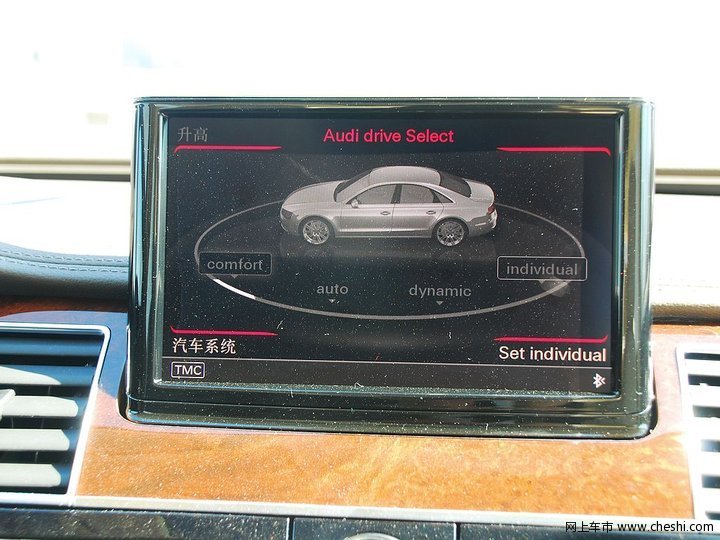 升高
Audi drive Select
comfort
individual
auto
dynamic
汽车系统
Set individual
TMC
网上车市 www.cheshi.com